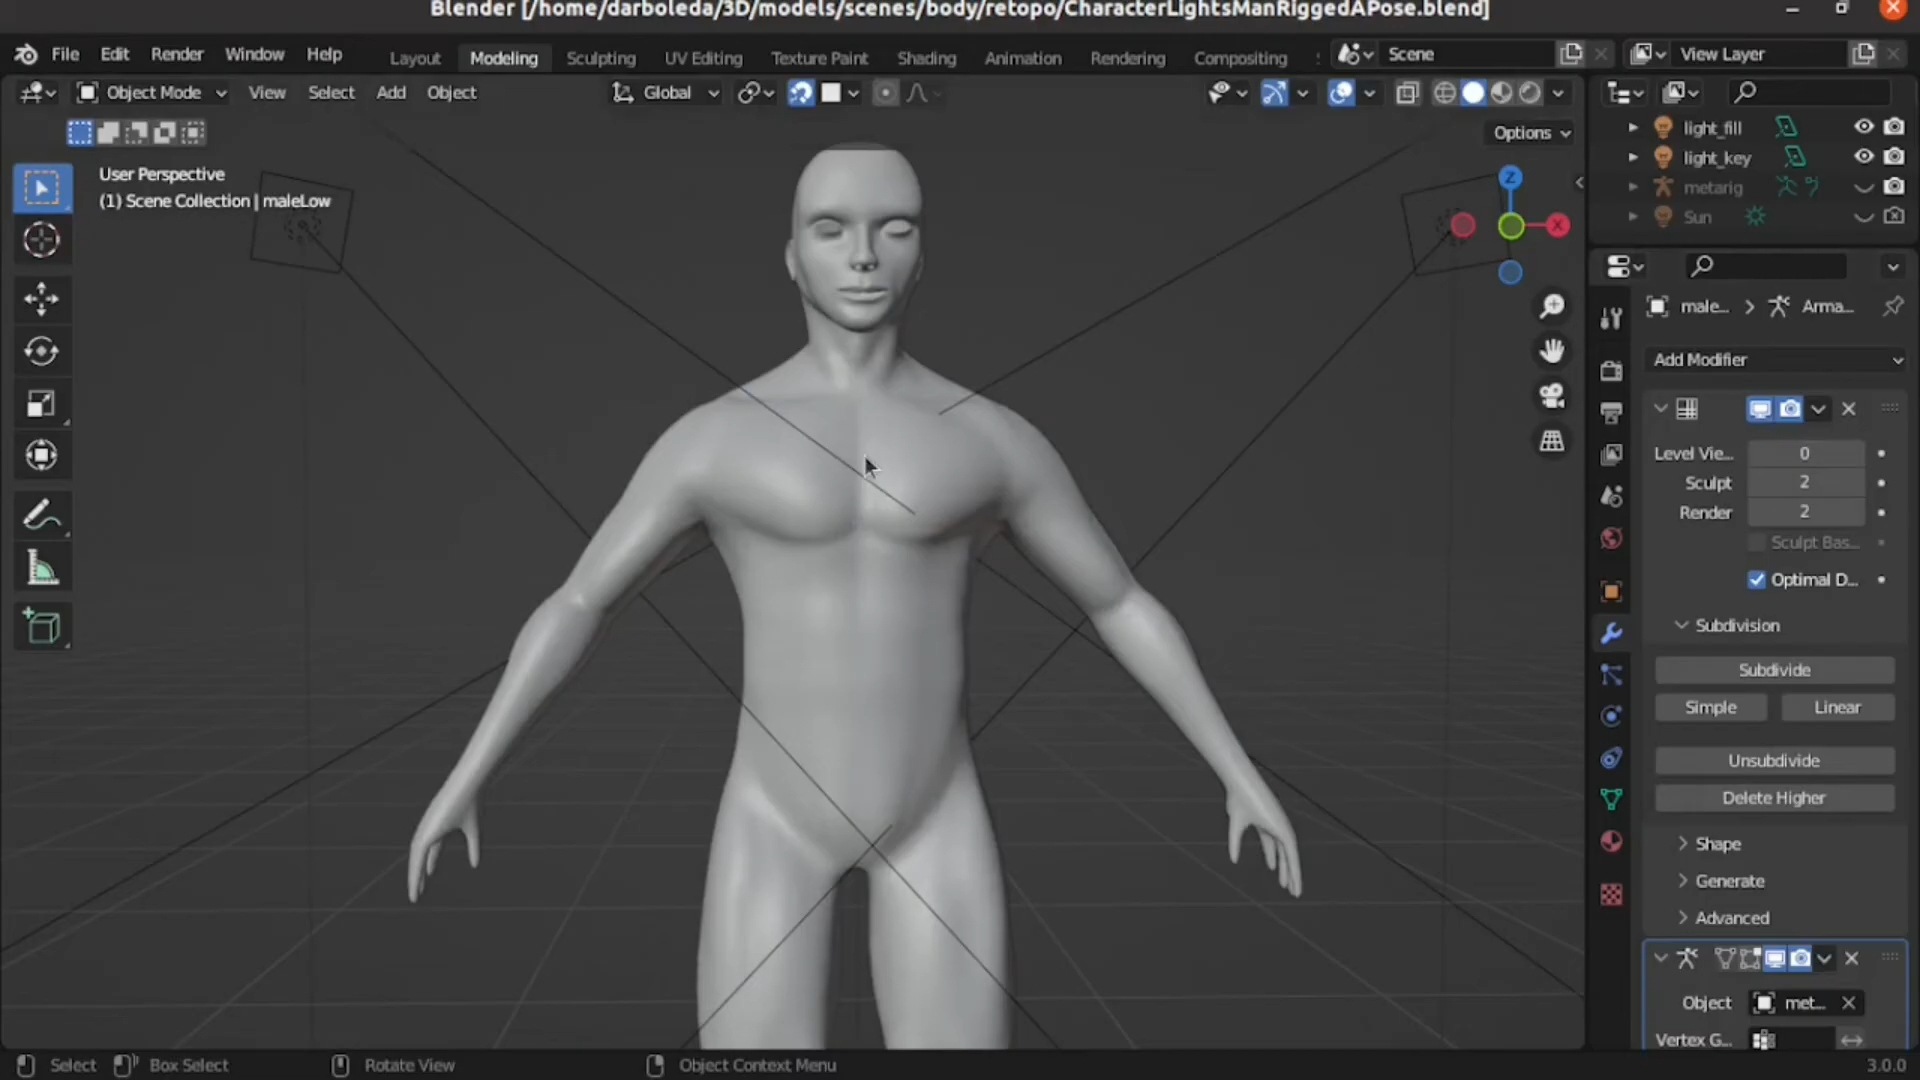 Blender [/home/darboleda/3D/models/scenes/body/retopo/CharacterLightsManRiggedAPose.blend]
File Edit Render Window Help Layout Modeling Sculpting UV Editing Texture Paint Shading Animation Rendering Compositing Scene View Layer
Object Mode View Select Add Object Global
Options
User Perspective
(1) Scene Collection | maleLow
Z
X
light_fill
light_key
metarig
Sun
male... Arma...
Add Modifier
Level Vie... 0
Sculpt 2
Render 2
Sculpt Bas...
Optimal D...
Subdivision
Subdivide
Simple Linear
Unsubdivide
Delete Higher
Shape
Generate
Advanced
Object met...
Vertex G...
Select Box Select Rotate View Object Context Menu 3.0.0